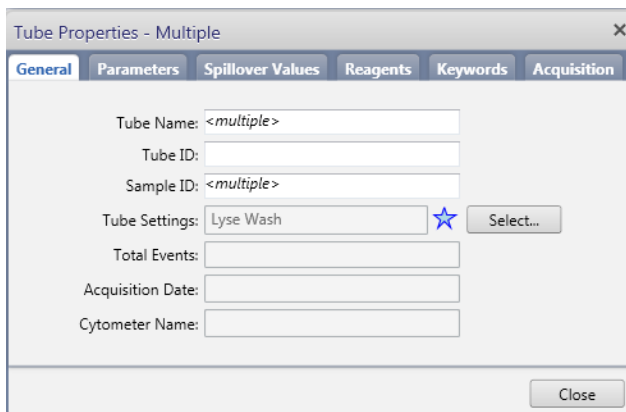 Tube Properties - Multiple
General Parameters Spillover Values Reagents Keywords Acquisition
Tube Name: <multiple>
Tube ID:
Sample ID: <multiple>
Tube Settings: Lyse Wash Select...
Total Events:
Acquisition Date:
Cytometer Name:
Close